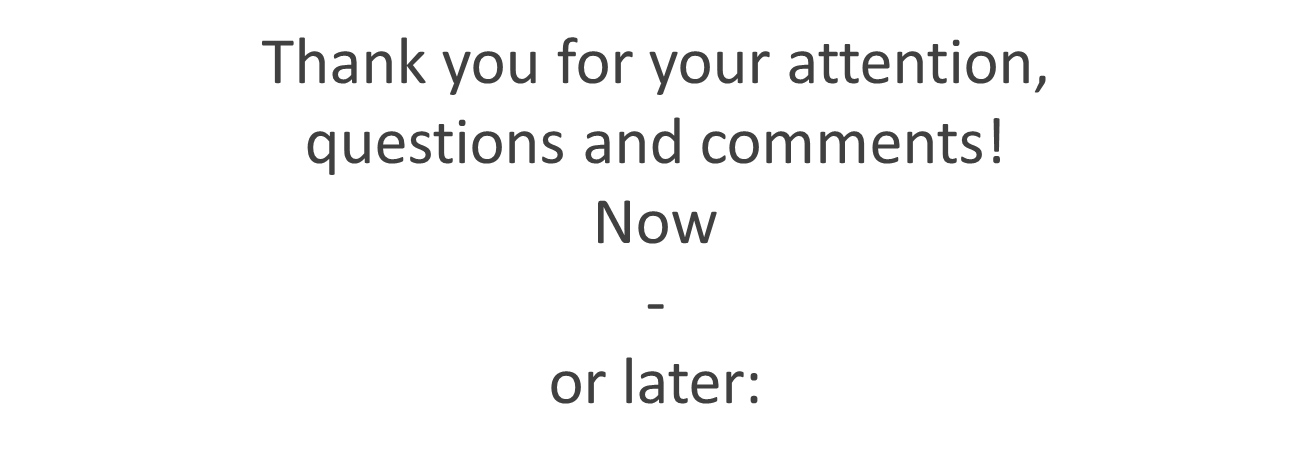 Thank you for your attention,
questions and comments!
Now
-
or later: